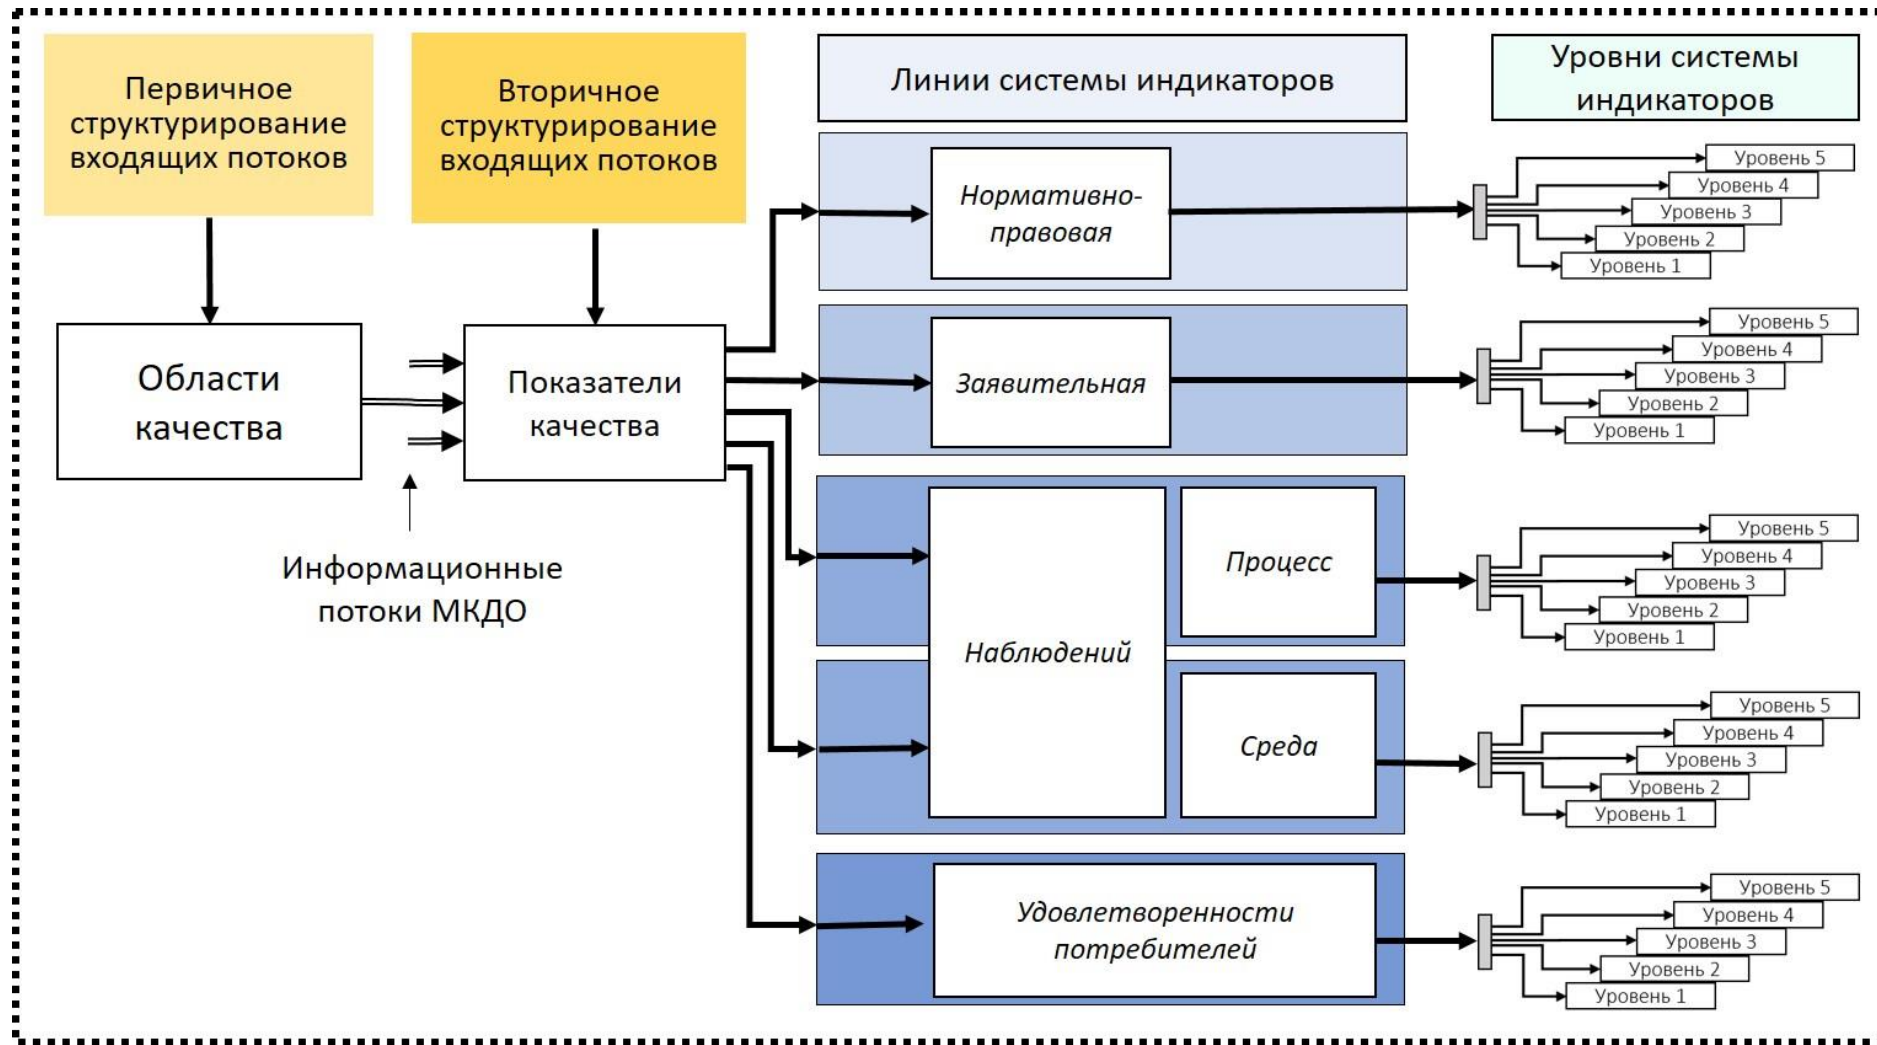 Первичное
структурирование
входящих потоков
Вторичное
структурирование
входящих потоков
Линии системы индикаторов
Уровни системы
индикаторов
Области
качества
Показатели
качества
Информационные
потоки МКДО
Нормативно-
правовая
Уровень 5
Уровень 4
Уровень 3
Уровень 2
Уровень 1
Заявительная
Уровень 5
Уровень 4
Уровень 3
Уровень 2
Уровень 1
Наблюдений
Процесс
Уровень 5
Уровень 4
Уровень 3
Уровень 2
Уровень 1
Среда
Уровень 5
Уровень 4
Уровень 3
Уровень 2
Уровень 1
Удовлетворенности
потребителей
Уровень 5
Уровень 4
Уровень 3
Уровень 2
Уровень 1